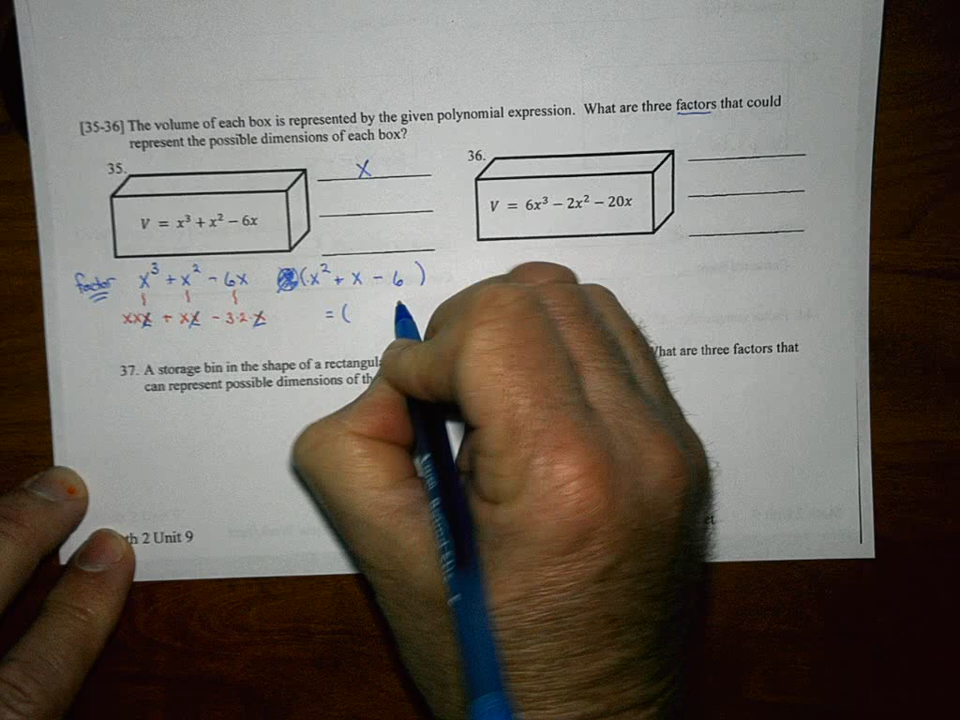 [35-36] The volume of each box is represented by the given polynomial expression. What are three factors that could
represent the possible dimensions of each box?
35.
x
V = x³ + x² − 6x
36.
V = 6x³ − 2x² − 20x
factor x³ + x² − 6x (x² + x − 6)
xxx + xx − 3·2·x = (
37. A storage bin in the shape of a rectangul What are three factors that
can represent possible dimensions of th
et
th 2 Unit 9